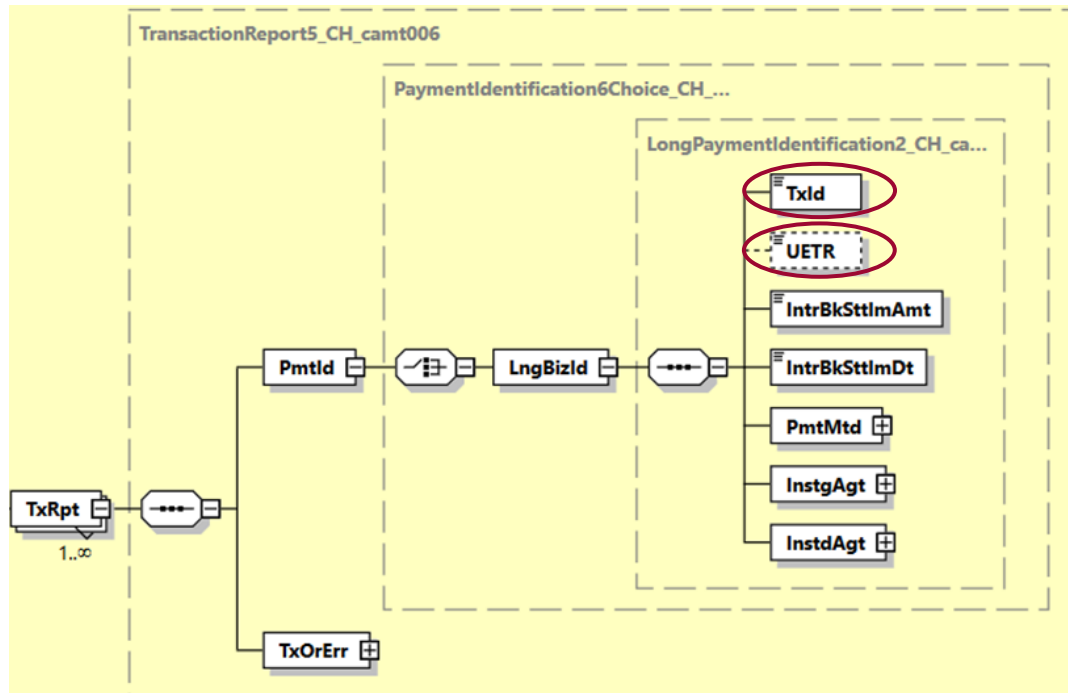 TransactionReport5_CH_camt006
PaymentIdentification6Choice_CH_...
LongPaymentIdentification2_CH_ca...
TxId
UETR
IntrBkSttlmAmt
PmtId
LngBizId
IntrBkSttlmDt
PmtMtd
InstgAgt
TxRpt
1..∞
InstdAgt
TxOrErr